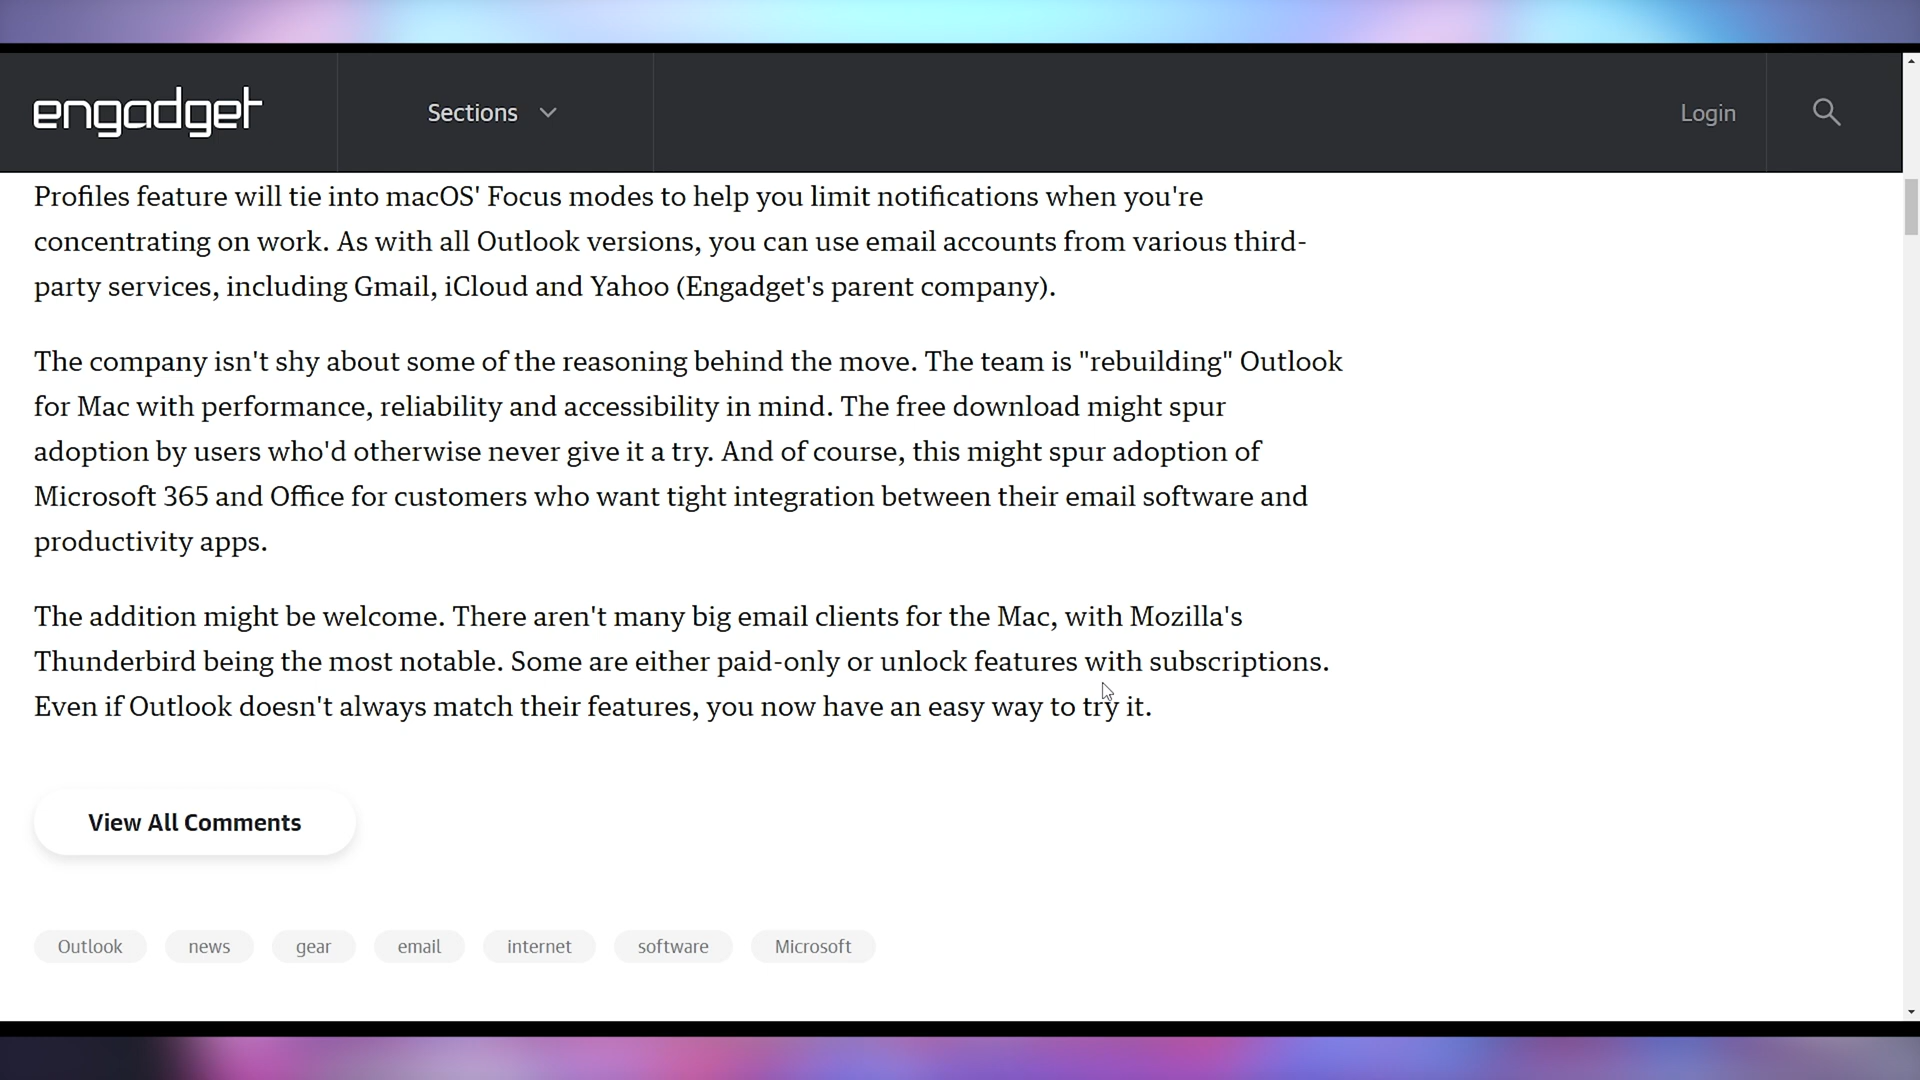 engadget
Sections
Login
Profiles feature will tie into macOS' Focus modes to help you limit notifications when you're
concentrating on work. As with all Outlook versions, you can use email accounts from various third-
party services, including Gmail, iCloud and Yahoo (Engadget's parent company).
The company isn't shy about some of the reasoning behind the move. The team is "rebuilding" Outlook
for Mac with performance, reliability and accessibility in mind. The free download might spur
adoption by users who'd otherwise never give it a try. And of course, this might spur adoption of
Microsoft 365 and Office for customers who want tight integration between their email software and
productivity apps.
The addition might be welcome. There aren't many big email clients for the Mac, with Mozilla's
Thunderbird being the most notable. Some are either paid-only or unlock features with subscriptions.
Even if Outlook doesn't always match their features, you now have an easy way to try it.
View All Comments
Outlook news gear email internet software Microsoft